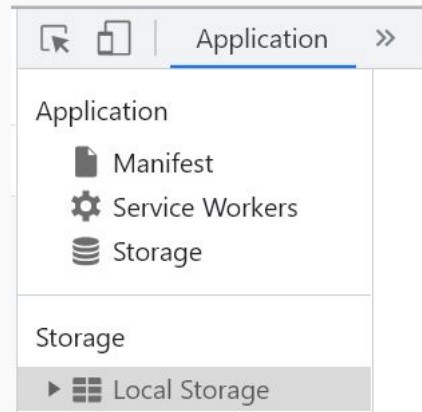 Application
Application
Manifest
Service Workers
Storage
Storage
Local Storage